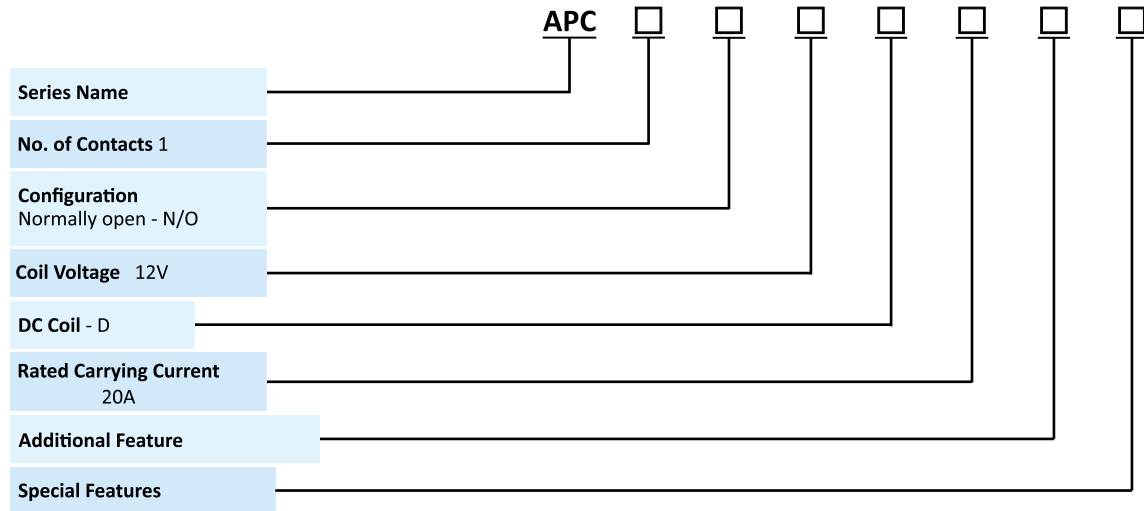 APC □ □ □ □ □ □ □
Series Name
No. of Contacts 1
Configuration
Normally open - N/O
Coil Voltage 12V
DC Coil - D
Rated Carrying Current
20A
Additional Feature
Special Features